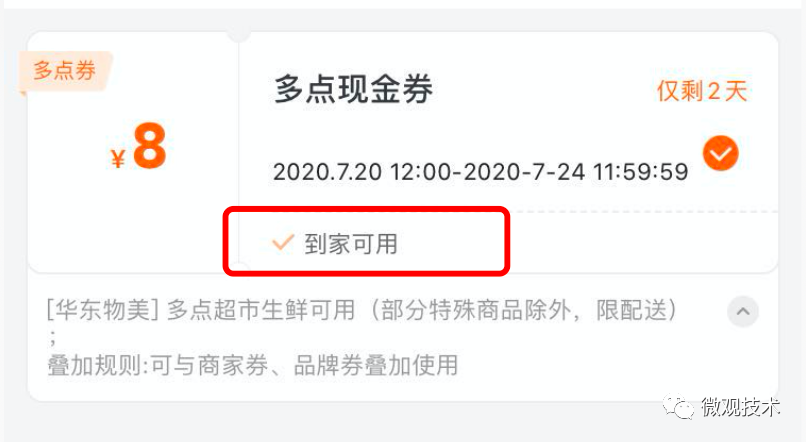 多点券
¥8
多点现金券
仅剩2天
2020.7.20 12:00-2020-7-24 11:59:59
到家可用
[华东物美] 多点超市生鲜可用（部分特殊商品除外，限配送）
;
叠加规则:可与商家券、品牌券叠加使用
微观技术